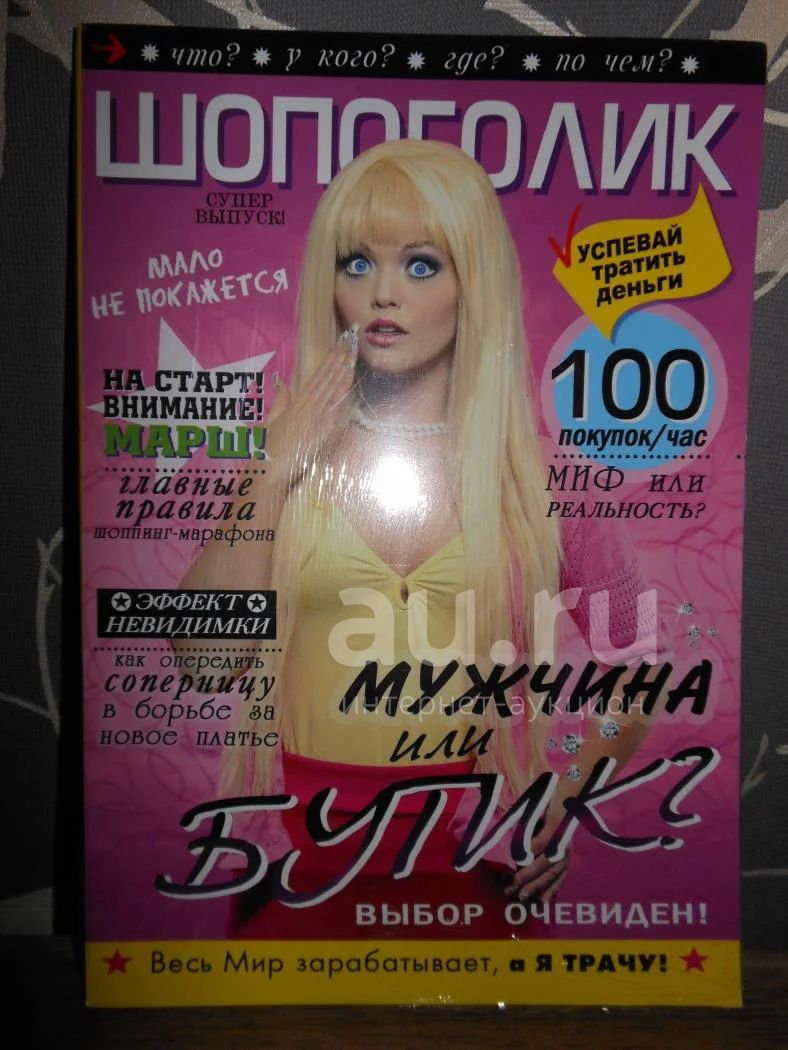 что? у кого? где? по чем?
ШОПОГОЛИК
СУПЕР
ВЫПУСК!
МАЛО
НЕ ПОКАЖЕТСЯ
УСПЕВАЙ
тратить
деньги
100
покупок/час
МИФ ИЛИ
РЕАЛЬНОСТЬ?
НА СТАРТ!
ВНИМАНИЕ!
МАРШ!
главные
правила
шоппинг-марафона
ЭФФЕКТ
НЕВИДИМКИ
как опередить
соперницу
в борьбе за
новое платье
au.ru
интернет-аукцион
МУЖЧИНА
или
БУТИК?
ВЫБОР ОЧЕВИДЕН!
Весь Мир зарабатывает, а Я ТРАЧУ!